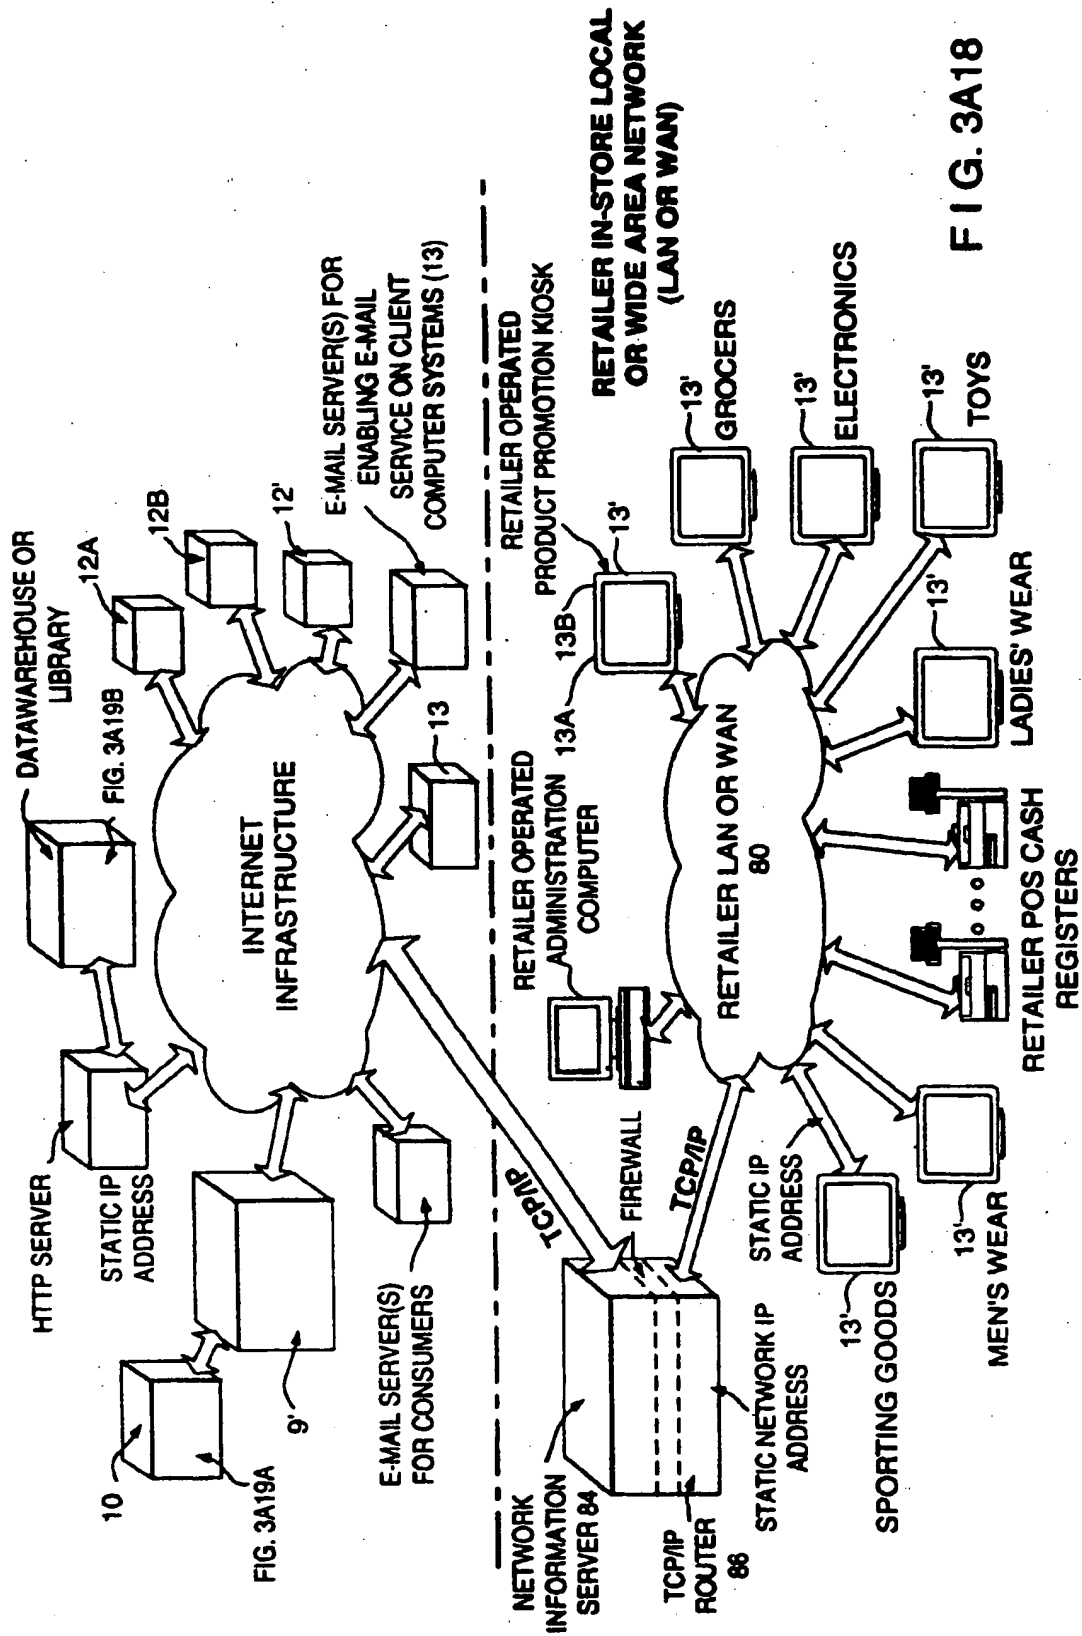 DATAWAREHOUSE OR
LIBRARY
FIG. 3A19B
HTTP SERVER
STATIC IP
ADDRESS
10
FIG. 3A19A
9'
12A
12B
12'
INTERNET
INFRASTRUCTURE
13
E-MAIL SERVER(S) FOR
ENABLING E-MAIL
SERVICE ON CLIENT
COMPUTER SYSTEMS (13)
E-MAIL SERVER(S)
FOR CONSUMERS
TCP/IP
NETWORK
INFORMATION
SERVER 84
FIREWALL
TCP/IP
TCP/IP
ROUTER
86
STATIC NETWORK IP
ADDRESS
RETAILER OPERATED
ADMINISTRATION
COMPUTER
RETAILER OPERATED
PRODUCT PROMOTION KIOSK
13A
13B
13'
RETAILER IN-STORE LOCAL
OR WIDE AREA NETWORK
(LAN OR WAN)
RETAILER LAN OR WAN
80
13'
GROCERS
13'
ELECTRONICS
13'
TOYS
13'
LADIES' WEAR
RETAILER POS CASH
REGISTERS
STATIC IP
ADDRESS
13'
SPORTING GOODS
13'
MEN'S WEAR
FIG. 3A18